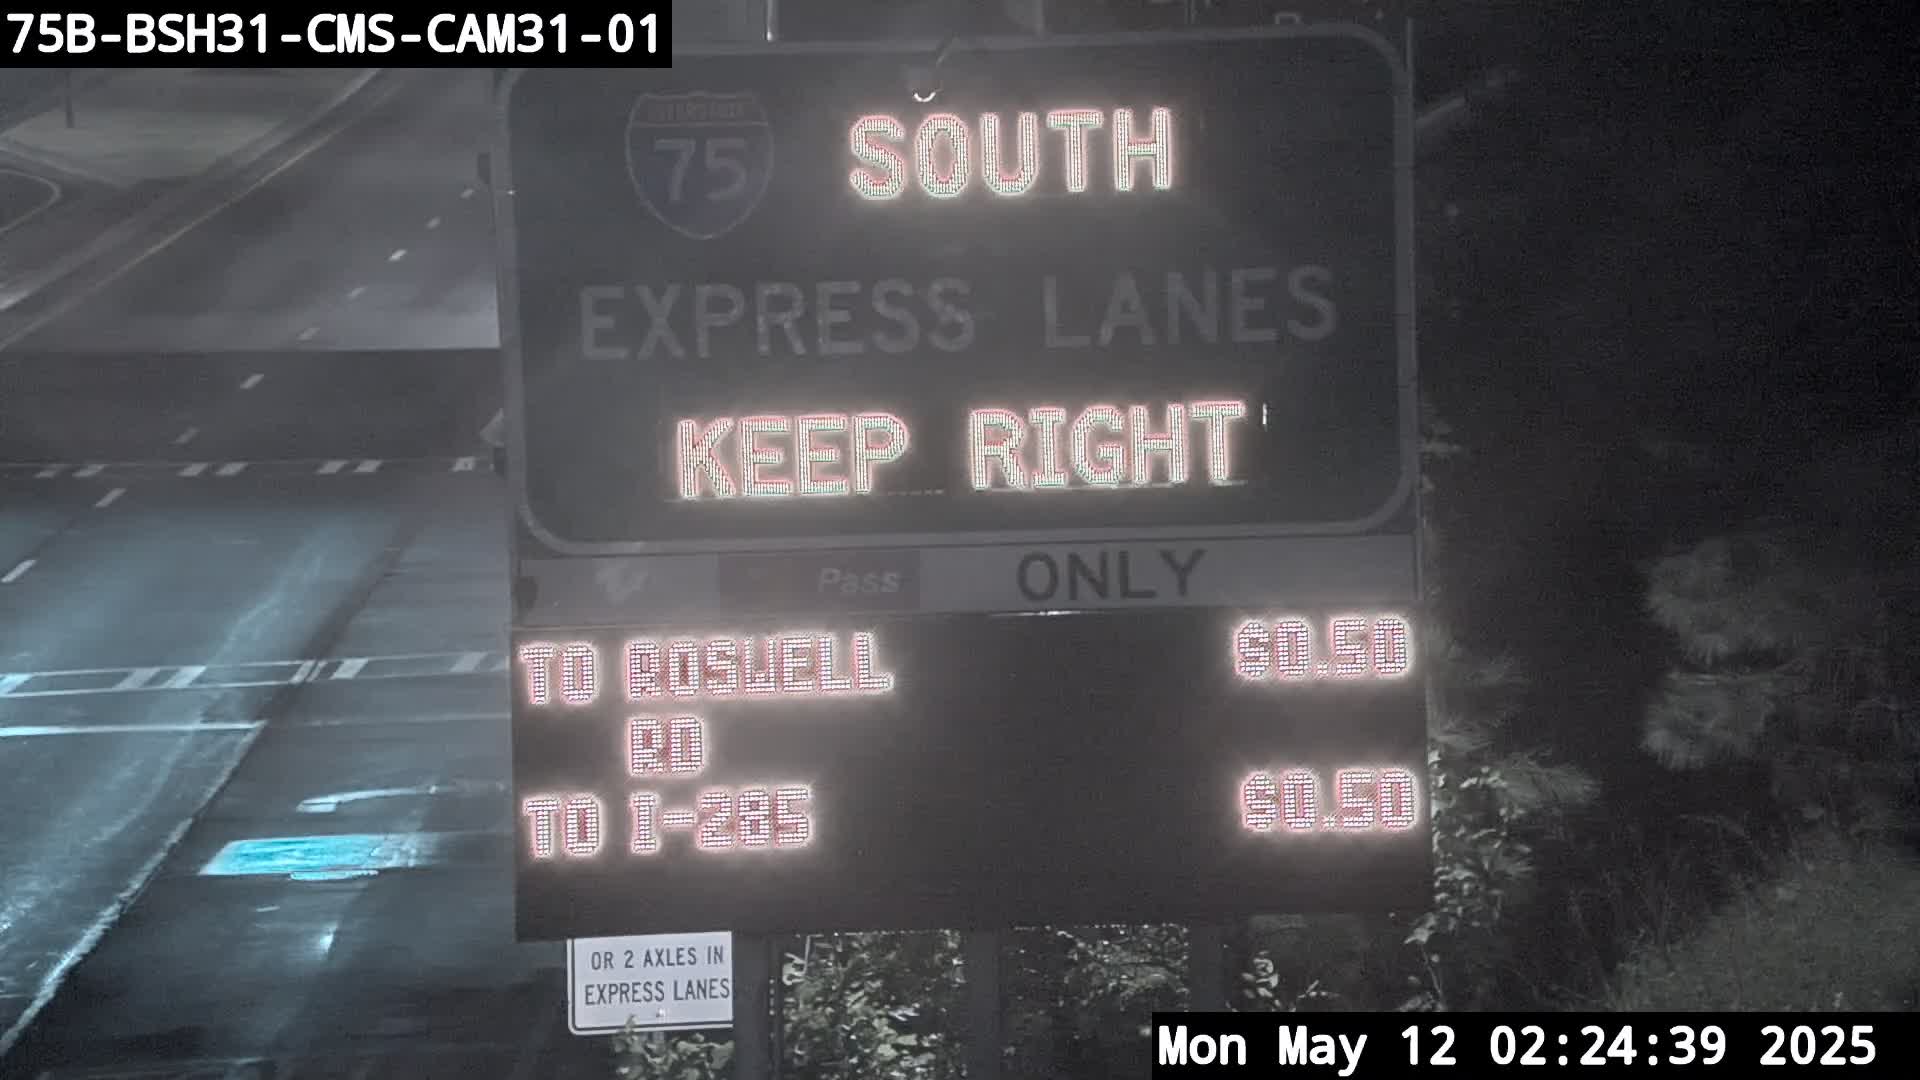 75B-BSH31-CMS-CAM31-01
INTERSTATE
75
SOUTH
EXPRESS LANES
KEEP RIGHT
Pass ONLY
TO ROSWELL $0.50
RD
TO I-285 $0.50
OR 2 AXLES IN
EXPRESS LANES
Mon May 12 02:24:39 2025